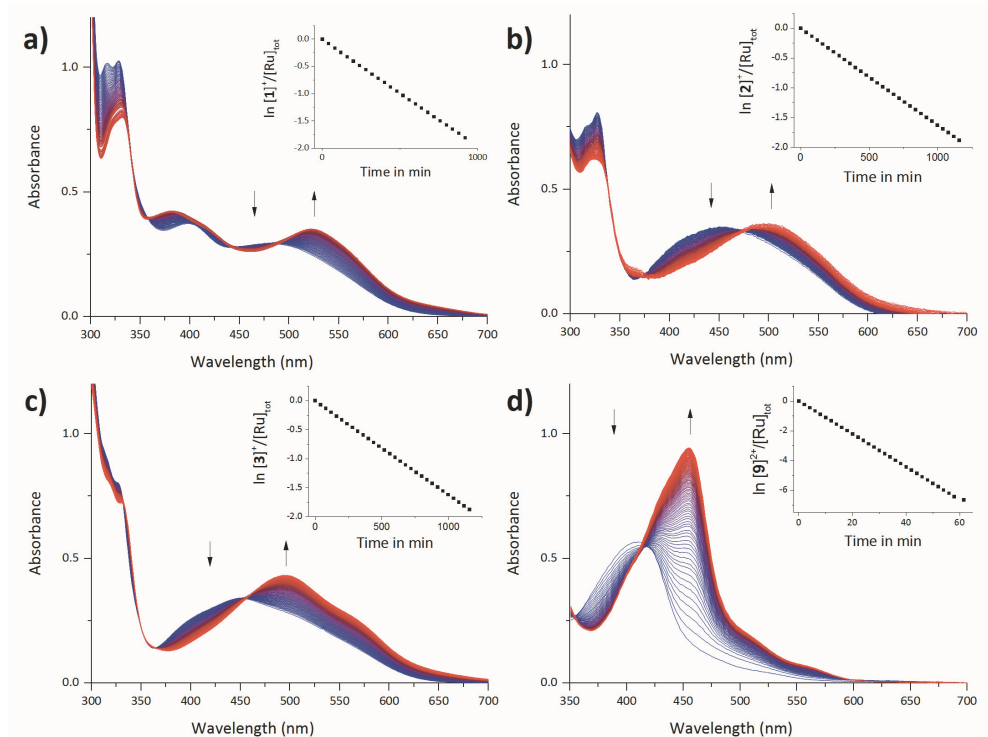 a)
ln [1]⁺/[Ru]tot
0.0
-0.5
-1.0
-1.5
-2.0
0
1000
Time in min
Absorbance
1.0
0.5
0.0
300 350 400 450 500 550 600 650 700
Wavelength (nm)
b)
ln [2]⁺/[Ru]tot
0.0
-0.5
-1.0
-1.5
-2.0
0 500 1000
Time in min
Absorbance
1.0
0.5
0.0
300 350 400 450 500 550 600 650 700
Wavelength (nm)
c)
ln [3]⁺/[Ru]tot
0.0
-0.5
-1.0
-1.5
-2.0
0 500 1000
Time in min
Absorbance
1.0
0.5
0.0
300 350 400 450 500 550 600 650 700
Wavelength (nm)
d)
ln [9]²⁺/[Ru]tot
0
-2
-4
-6
0 20 40 60
Time in min
Absorbance
1.0
0.5
0.0
350 400 450 500 550 600 650 700
Wavelength (nm)